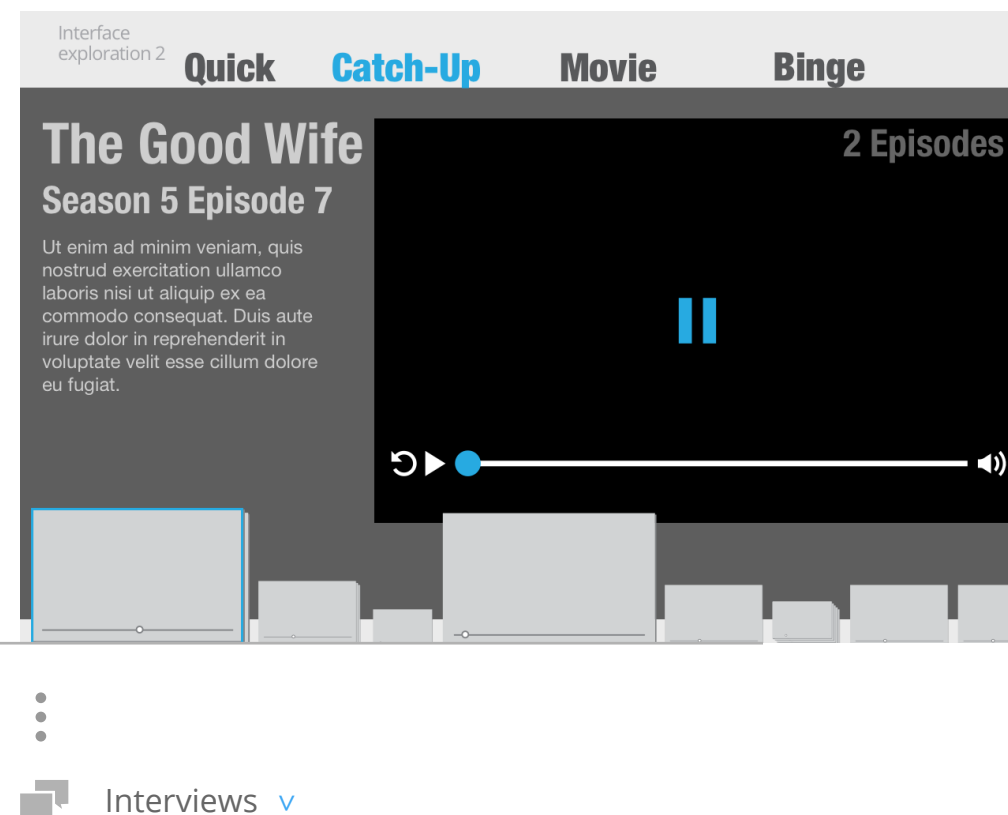 Interface
exploration 2
Quick Catch-Up Movie Binge
The Good Wife
2 Episodes
Season 5 Episode 7
Ut enim ad minim veniam, quis
nostrud exercitation ullamco
laboris nisi ut aliquip ex ea
commodo consequat. Duis aute
irure dolor in reprehenderit in
voluptate velit esse cillum dolore
eu fugiat.
Interviews v